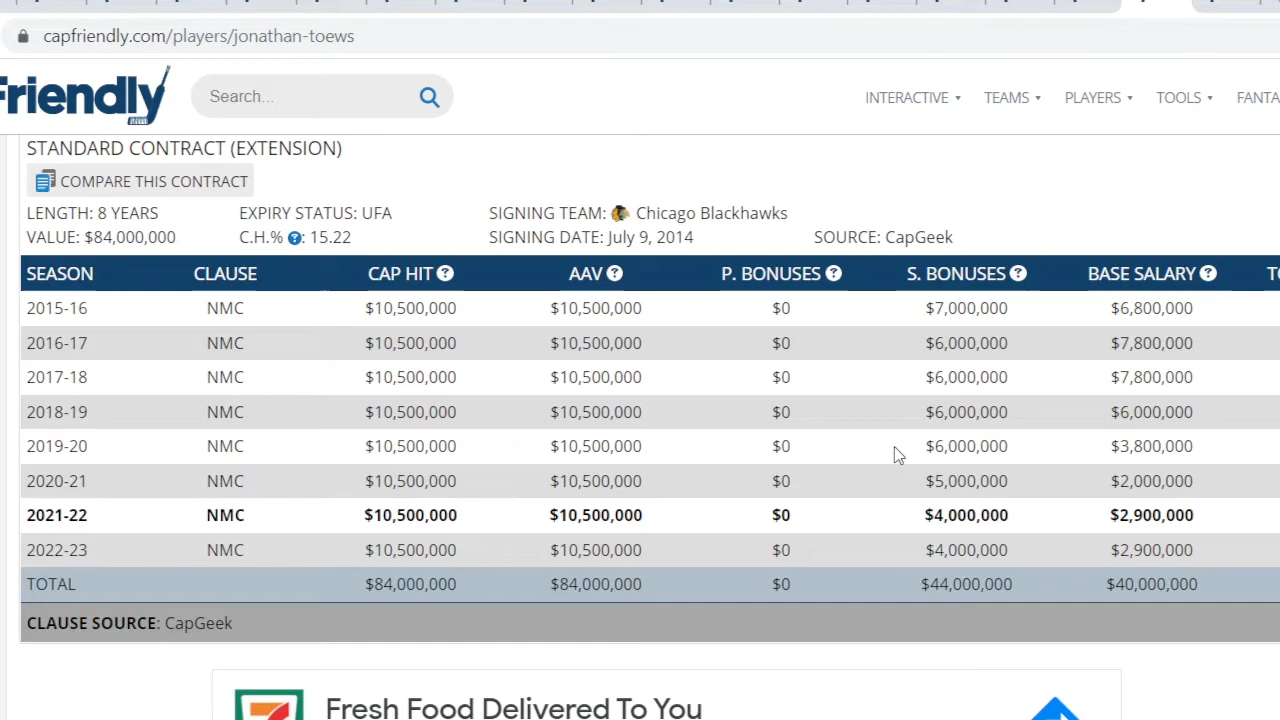 capfriendly.com/players/jonathan-toews
Friendly
Search...
INTERACTIVE TEAMS PLAYERS TOOLS FANTA
STANDARD CONTRACT (EXTENSION)
COMPARE THIS CONTRACT
LENGTH: 8 YEARS EXPIRY STATUS: UFA SIGNING TEAM: Chicago Blackhawks
VALUE: $84,000,000 C.H.% ?: 15.22 SIGNING DATE: July 9, 2014 SOURCE: CapGeek
SEASON CLAUSE CAP HIT ? AAV ? P. BONUSES ? S. BONUSES ? BASE SALARY ? TO
2015-16 NMC $10,500,000 $10,500,000 $0 $7,000,000 $6,800,000
2016-17 NMC $10,500,000 $10,500,000 $0 $6,000,000 $7,800,000
2017-18 NMC $10,500,000 $10,500,000 $0 $6,000,000 $7,800,000
2018-19 NMC $10,500,000 $10,500,000 $0 $6,000,000 $6,000,000
2019-20 NMC $10,500,000 $10,500,000 $0 $6,000,000 $3,800,000
2020-21 NMC $10,500,000 $10,500,000 $0 $5,000,000 $2,000,000
2021-22 NMC $10,500,000 $10,500,000 $0 $4,000,000 $2,900,000
2022-23 NMC $10,500,000 $10,500,000 $0 $4,000,000 $2,900,000
TOTAL $84,000,000 $84,000,000 $0 $44,000,000 $40,000,000
CLAUSE SOURCE: CapGeek
Fresh Food Delivered To You